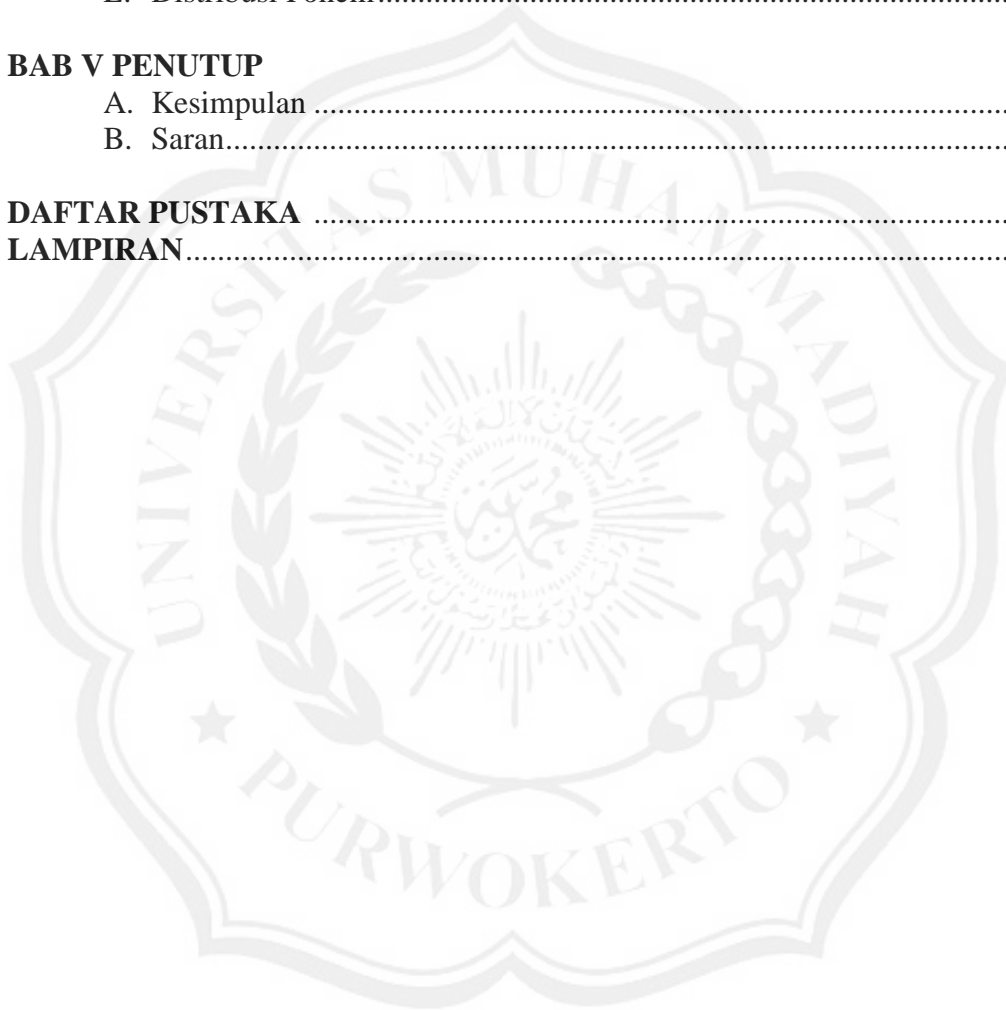 BAB V PENUTUP
A. Kesimpulan ....................................................................................
B. Saran...............................................................................................
DAFTAR PUSTAKA ......................................................................................
LAMPIRAN......................................................................................................
UNIVERSITAS MUHAMMADIYAH
PURWOKERTO